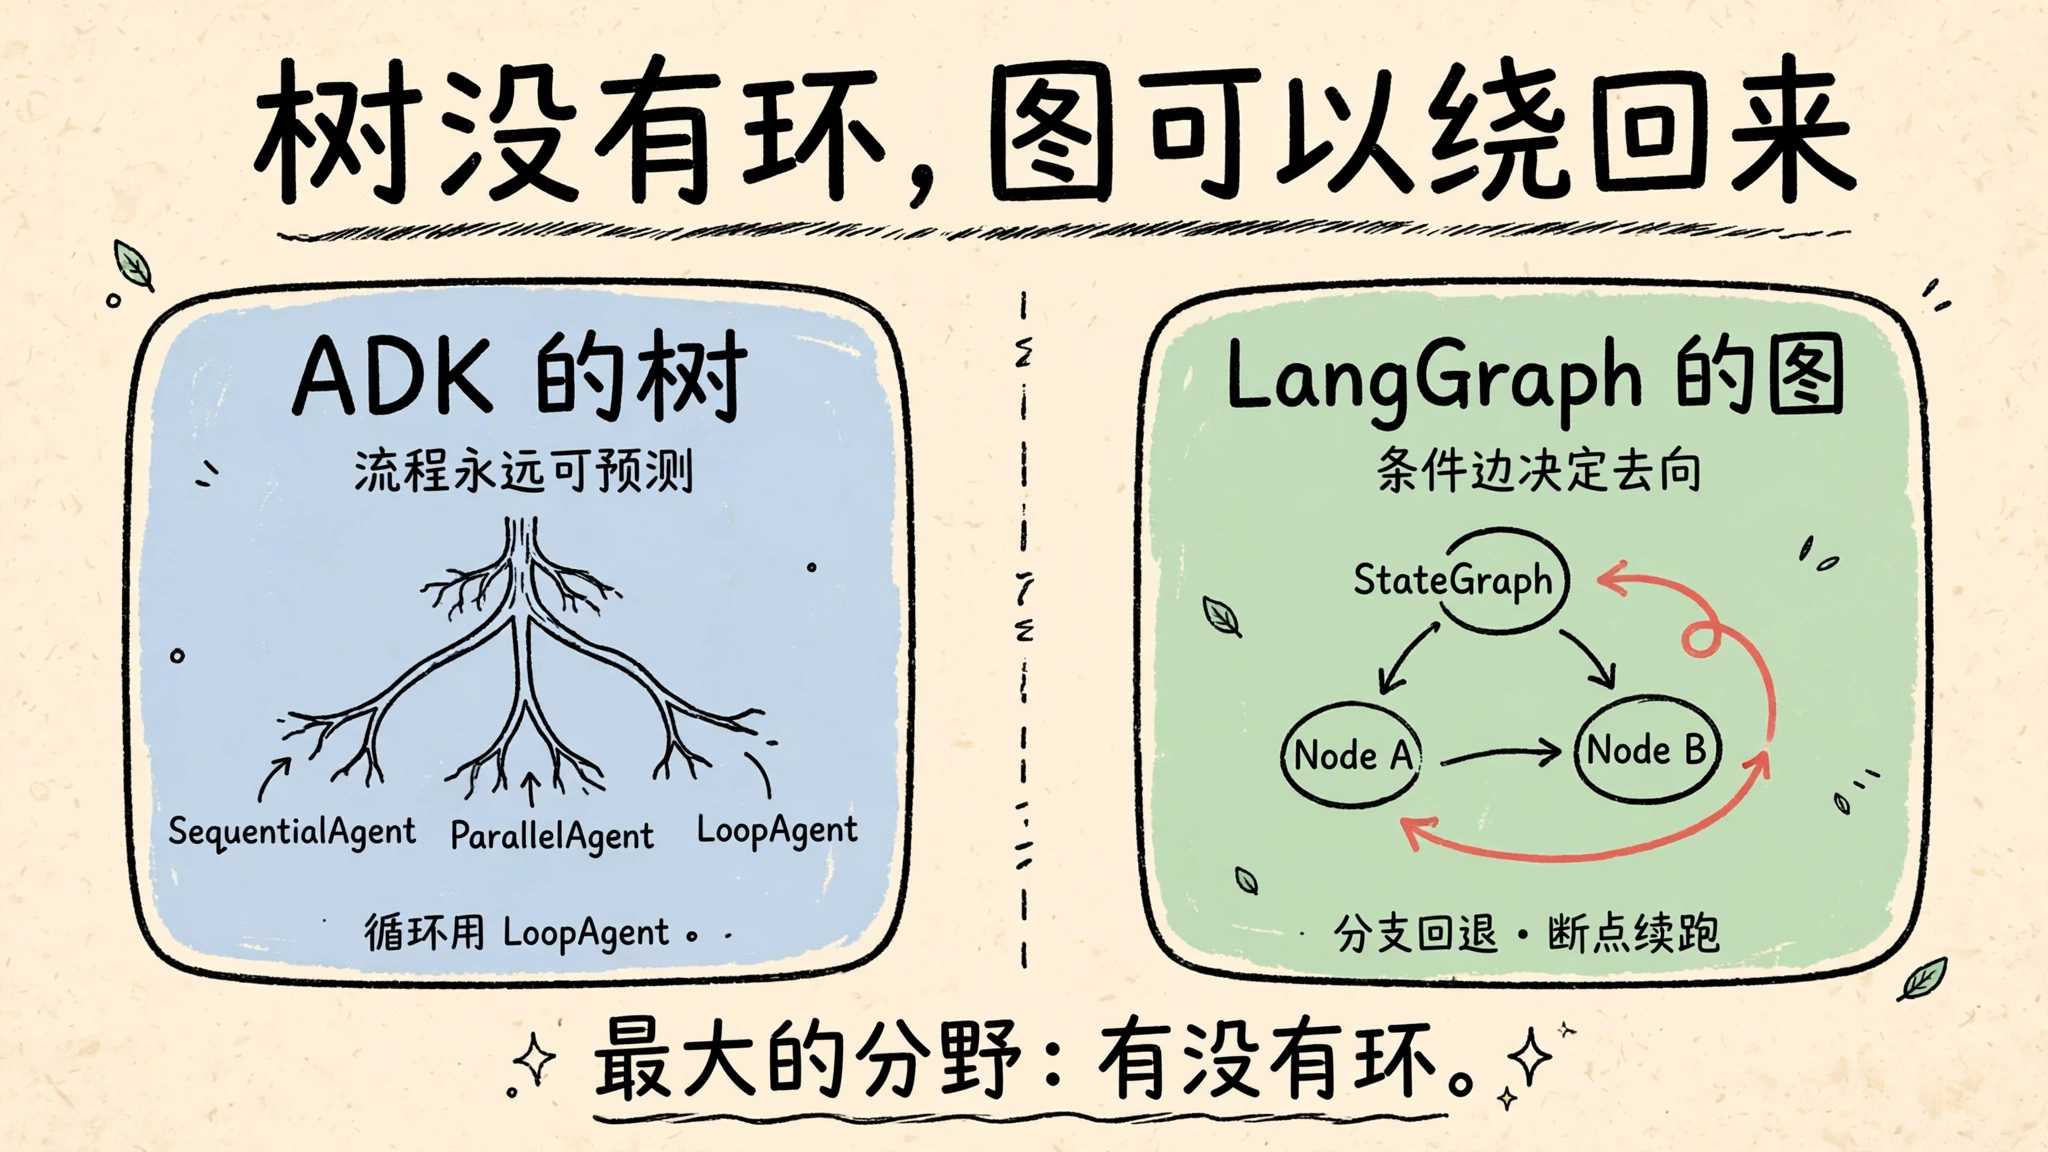 树没有环，图可以绕回来
ADK 的树
流程永远可预测
SequentialAgent
ParallelAgent
LoopAgent
循环用 LoopAgent 。
LangGraph 的图
条件边决定去向
StateGraph
Node A
Node B
分支回退·断点续跑
最大的分野：有没有环。